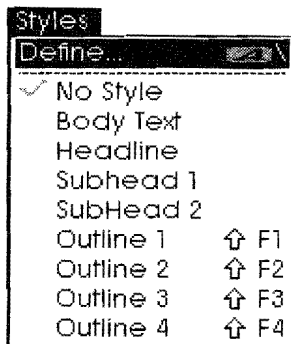 Styles
Define... \
No Style
Body Text
Headline
Subhead 1
SubHead 2
Outline 1 ⇧ F1
Outline 2 ⇧ F2
Outline 3 ⇧ F3
Outline 4 ⇧ F4